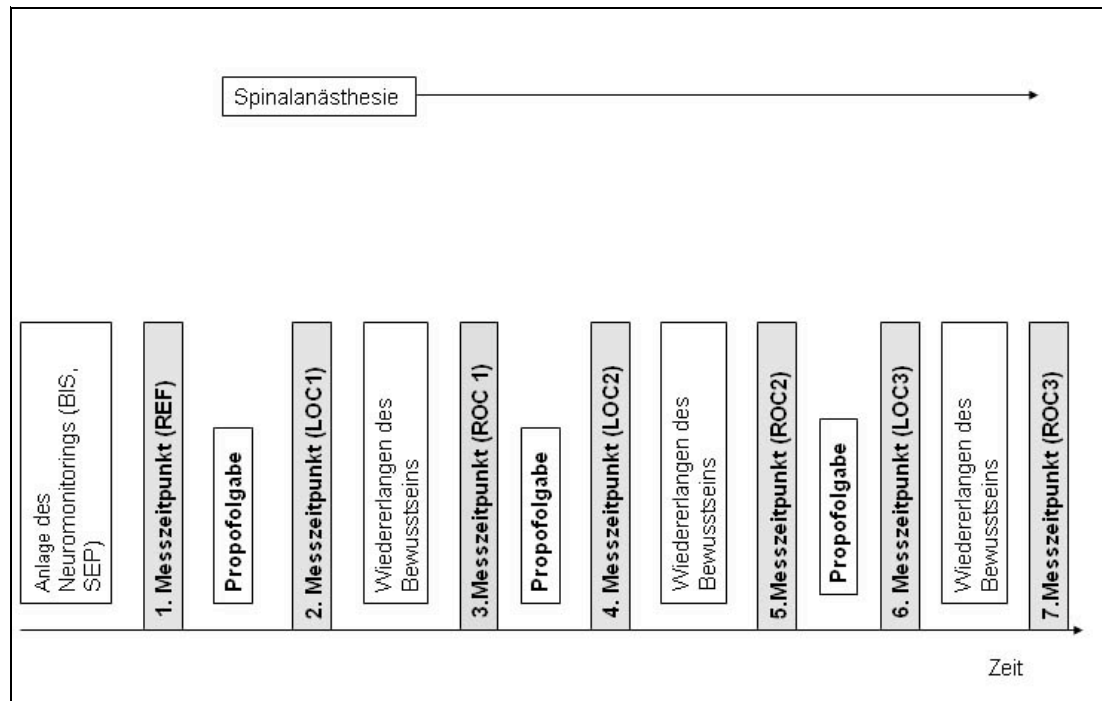 Spinalanästhesie
Anlage des
Neuromonitorings (BIS,
SEP)
1. Messzeitpunkt (REF)
Propofolgabe
2. Messzeitpunkt (LOC1)
Wiedererlangen des
Bewusstseins
3.Messzeitpunkt (ROC 1)
Propofolgabe
4. Messzeitpunkt (LOC2)
Wiedererlangen des
Bewusstseins
5.Messzeitpunkt (ROC2)
Propofolgabe
6. Messzeitpunkt (LOC3)
Wiedererlangen des
Bewusstseins
7.Messzeitpunkt (ROC3)
Zeit